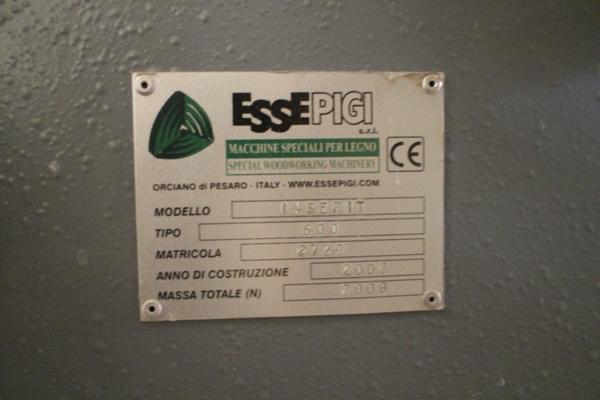 ESSEPIGI
s.r.l.
MACCHINE SPECIALI PER LEGNO
SPECIAL WOODWORKING MACHINERY
CE
ORCIANO di PESARO - ITALY - WWW.ESSEPIGI.COM
MODELLO INSERIT
TIPO 600
MATRICOLA
ANNO DI COSTRUZIONE
MASSA TOTALE (N)